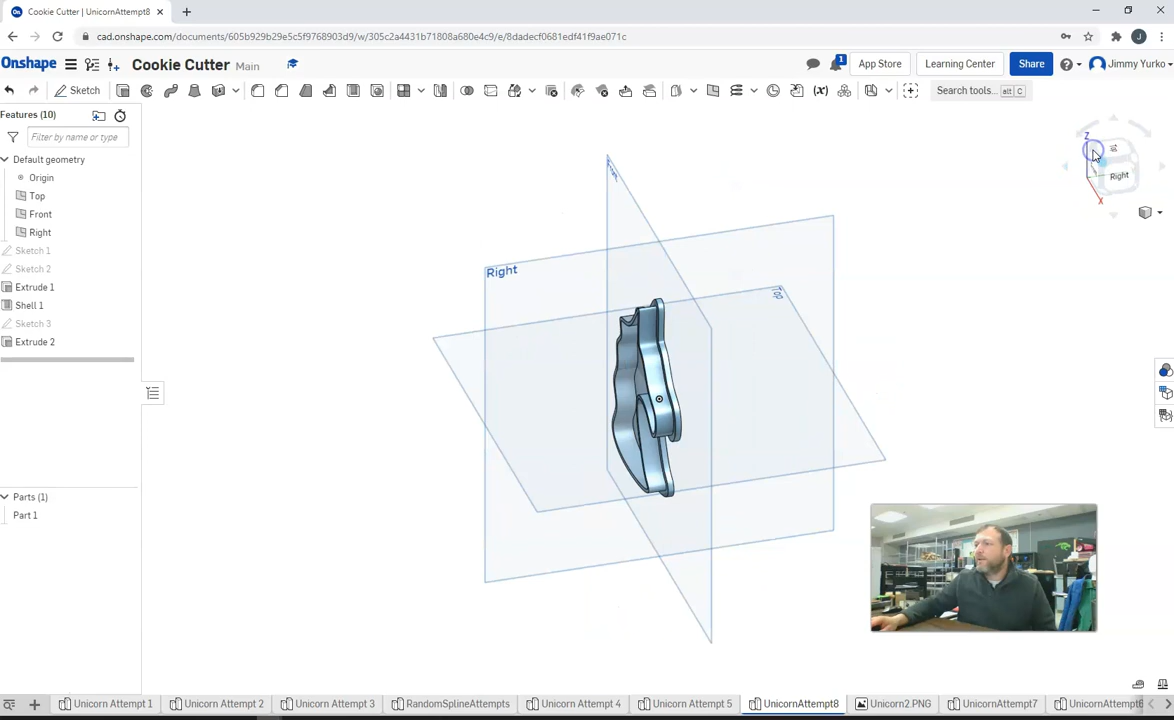 Cookie Cutter | UnicornAttempt8
cad.onshape.com/documents/605b929b29e5c5f9768903d9/w/305c2a4431b71808a680e4c9/e/8dadecf0681edf41f9ae071c
Onshape
Cookie Cutter Main
1
App Store
Learning Center
Share
Jimmy Yurko
J
Sketch
(x)
Search tools...
alt
C
Features (10)
Filter by name or type
Default geometry
Origin
Top
Front
Right
Sketch 1
Sketch 2
Extrude 1
Shell 1
Sketch 3
Extrude 2
Parts (1)
Part 1
Right
Top
Z
Right
X
Unicorn Attempt 1
Unicorn Attempt 2
Unicorn Attempt 3
RandomSplineAttempts
Unicorn Attempt 4
Unicorn Attempt 5
UnicornAttempt8
Unicorn2.PNG
UnicornAttempt7